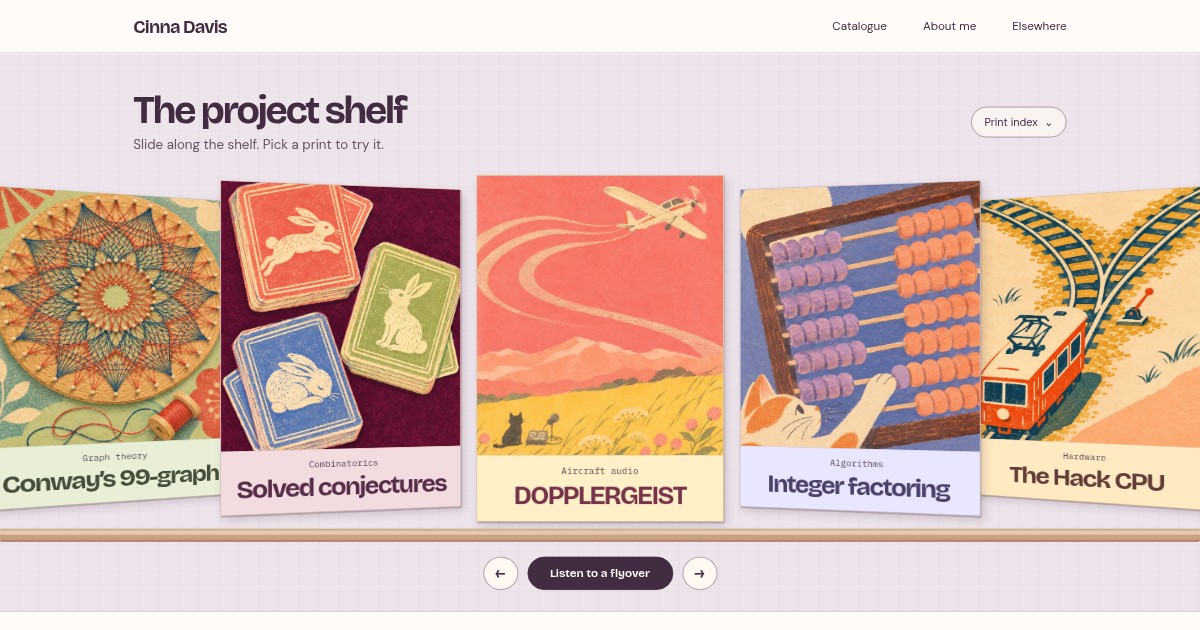 Cinna Davis
Catalogue
About me
Elsewhere
The project shelf
Slide along the shelf. Pick a print to try it.
Print index
Graph theory
Conway's 99-graph
Combinatorics
Solved conjectures
Aircraft audio
DOPPLERGEIST
Algorithms
Integer factoring
Hardware
The Hack CPU
Listen to a flyover